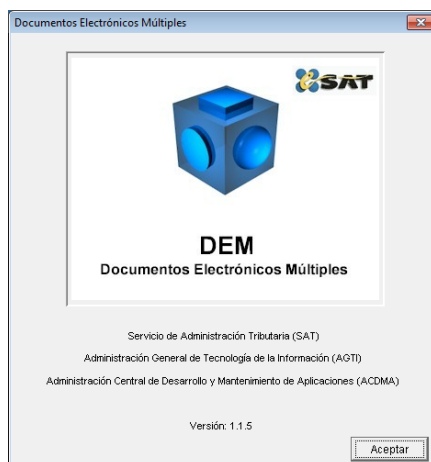 Documentos Electrónicos Múltiples
SAT
DEM
Documentos Electrónicos Múltiples
Servicio de Administración Tributaria (SAT)
Administración General de Tecnología de la Información (AGTI)
Administración Central de Desarrollo y Mantenimiento de Aplicaciones (ACDMA)
Versión: 1.1.5
Aceptar